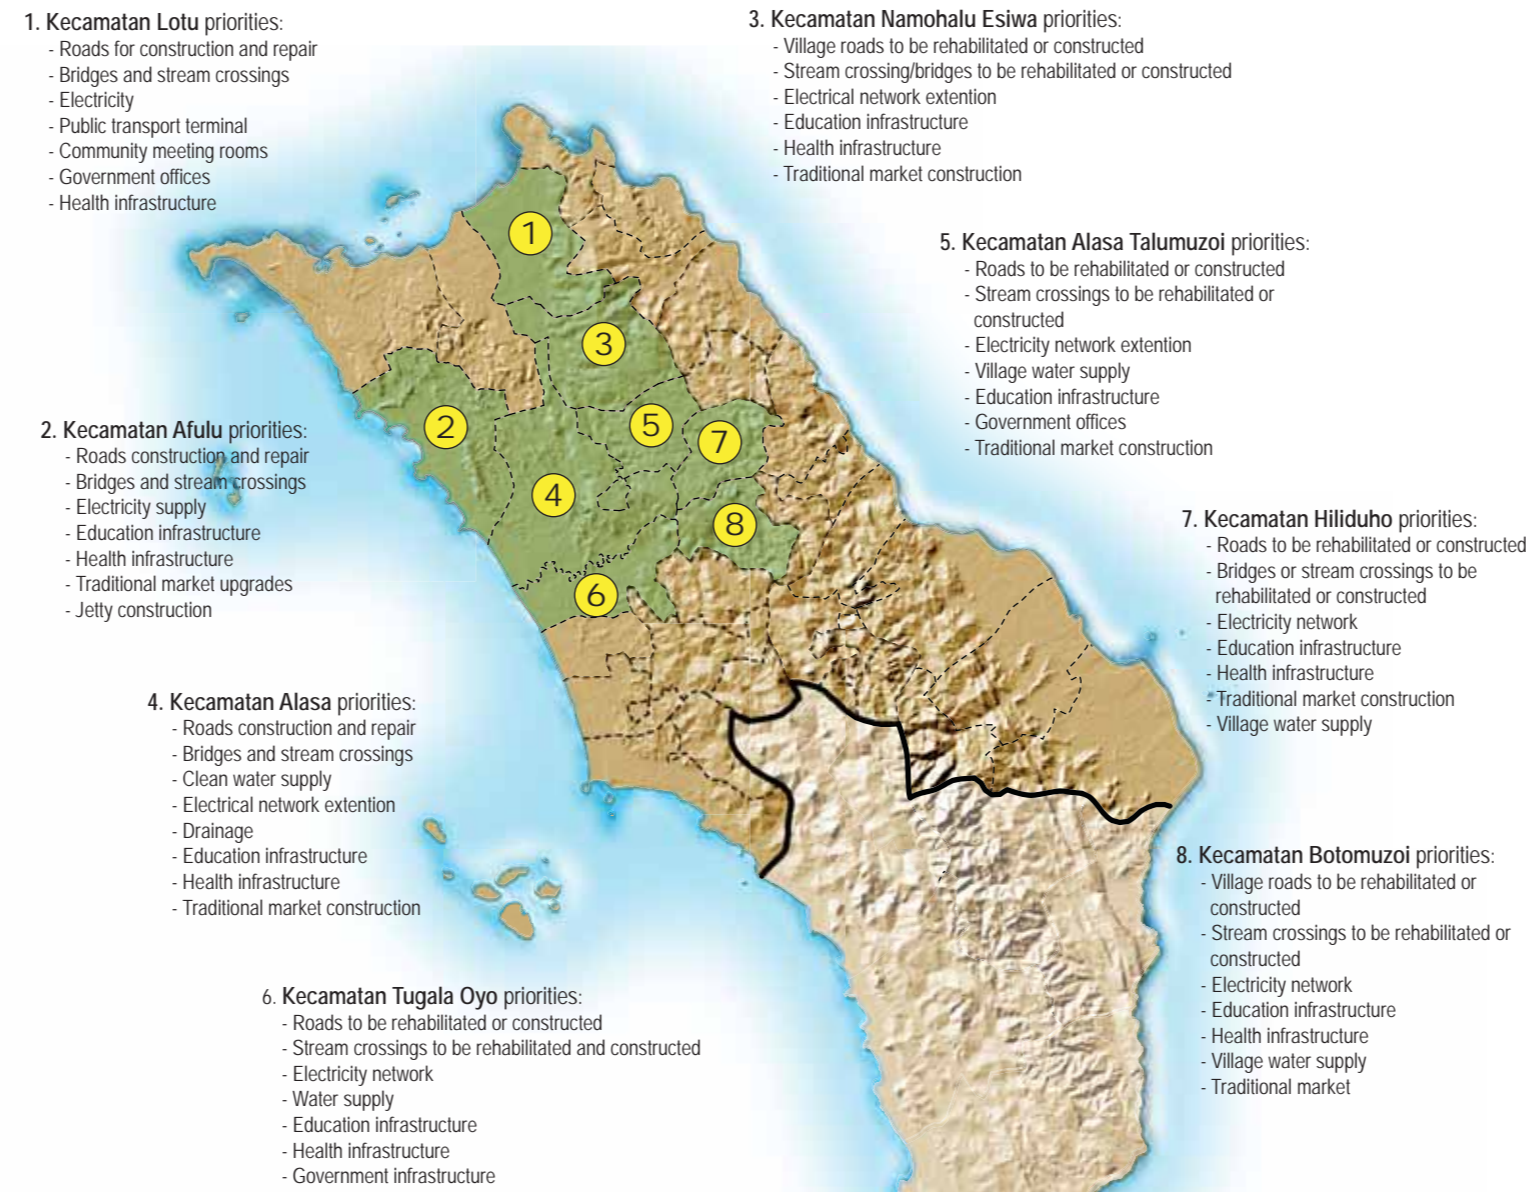 1. Kecamatan Lotu priorities:
- Roads for construction and repair
- Bridges and stream crossings
- Electricity
- Public transport terminal
- Community meeting rooms
- Government offices
- Health infrastructure
2. Kecamatan Afulu priorities:
- Roads construction and repair
- Bridges and stream crossings
- Electricity supply
- Education infrastructure
- Health infrastructure
- Traditional market upgrades
- Jetty construction
3. Kecamatan Namohalu Esiwa priorities:
- Village roads to be rehabilitated or constructed
- Stream crossing/bridges to be rehabilitated or constructed
- Electrical network extention
- Education infrastructure
- Health infrastructure
- Traditional market construction
4. Kecamatan Alasa priorities:
- Roads construction and repair
- Bridges and stream crossings
- Clean water supply
- Electrical network extention
- Drainage
- Education infrastructure
- Health infrastructure
- Traditional market construction
5. Kecamatan Alasa Talumuzoi priorities:
- Roads to be rehabilitated or constructed
- Stream crossings to be rehabilitated or
constructed
- Electricity network extention
- Village water supply
- Education infrastructure
- Government offices
- Traditional market construction
6. Kecamatan Tugala Oyo priorities:
- Roads to be rehabilitated or constructed
- Stream crossings to be rehabilitated and constructed
- Electricity network
- Water supply
- Education infrastructure
- Health infrastructure
- Government infrastructure
7. Kecamatan Hiliduho priorities:
- Roads to be rehabilitated or constructed
- Bridges or stream crossings to be
rehabilitated or constructed
- Electricity network
- Education infrastructure
- Health infrastructure
- Traditional market construction
- Village water supply
8. Kecamatan Botomuzoi priorities:
- Village roads to be rehabilitated or
constructed
- Stream crossings to be rehabilitated or
constructed
- Electricity network
- Education infrastructure
- Health infrastructure
- Village water supply
- Traditional market
1
3
2
5
7
4
8
6